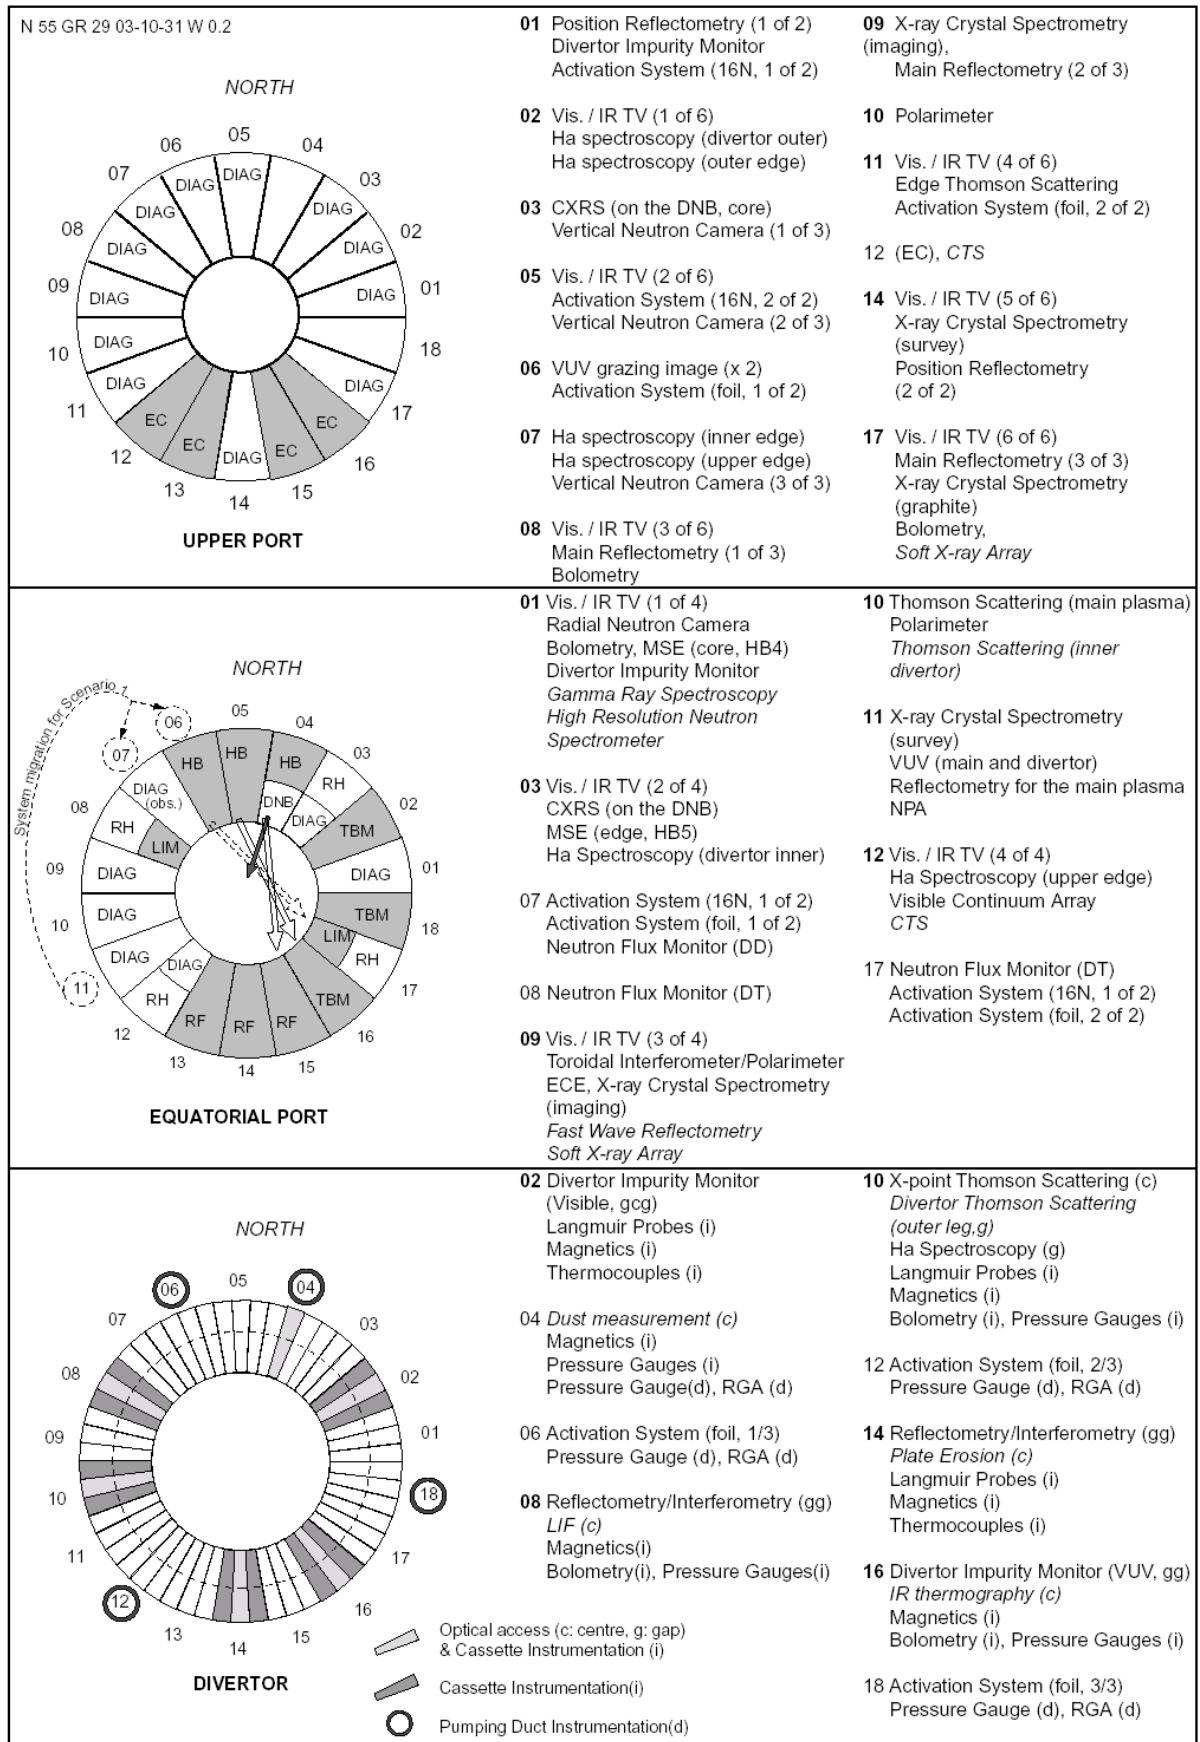 N 55 GR 29 03-10-31 W 0.2
NORTH
05
04
03
02
01
18
17
16
15
14
13
12
11
10
09
08
07
06
DIAG
DIAG
DIAG
DIAG
DIAG
DIAG
DIAG
DIAG
DIAG
DIAG
DIAG
DIAG
DIAG
EC
EC
EC
EC
UPPER PORT
01 Position Reflectometry (1 of 2)
Divertor Impurity Monitor
Activation System (16N, 1 of 2)
02 Vis. / IR TV (1 of 6)
Ha spectroscopy (divertor outer)
Ha spectroscopy (outer edge)
03 CXRS (on the DNB, core)
Vertical Neutron Camera (1 of 3)
05 Vis. / IR TV (2 of 6)
Activation System (16N, 2 of 2)
Vertical Neutron Camera (2 of 3)
06 VUV grazing image (x 2)
Activation System (foil, 1 of 2)
07 Ha spectroscopy (inner edge)
Ha spectroscopy (upper edge)
Vertical Neutron Camera (3 of 3)
08 Vis. / IR TV (3 of 6)
Main Reflectometry (1 of 3)
Bolometry
09 X-ray Crystal Spectrometry
(imaging),
Main Reflectometry (2 of 3)
10 Polarimeter
11 Vis. / IR TV (4 of 6)
Edge Thomson Scattering
Activation System (foil, 2 of 2)
12 (EC), CTS
14 Vis. / IR TV (5 of 6)
X-ray Crystal Spectrometry
(survey)
Position Reflectometry
(2 of 2)
17 Vis. / IR TV (6 of 6)
Main Reflectometry (3 of 3)
X-ray Crystal Spectrometry
(graphite)
Bolometry,
Soft X-ray Array
NORTH
System migration for Scenario 1
06
07
11
05
04
03
02
01
18
17
16
15
14
13
12
10
09
08
HB
HB
HB
RH
DNB
DIAG
TBM
DIAG
TBM
LIM
RH
TBM
RF
RF
RF
DIAG
RH
DIAG
DIAG
DIAG
LIM
RH
DIAG
(obs.)
EQUATORIAL PORT
01 Vis. / IR TV (1 of 4)
Radial Neutron Camera
Bolometry, MSE (core, HB4)
Divertor Impurity Monitor
Gamma Ray Spectroscopy
High Resolution Neutron
Spectrometer
03 Vis. / IR TV (2 of 4)
CXRS (on the DNB)
MSE (edge, HB5)
Ha Spectroscopy (divertor inner)
07 Activation System (16N, 1 of 2)
Activation System (foil, 1 of 2)
Neutron Flux Monitor (DD)
08 Neutron Flux Monitor (DT)
09 Vis. / IR TV (3 of 4)
Toroidal Interferometer/Polarimeter
ECE, X-ray Crystal Spectrometry
(imaging)
Fast Wave Reflectometry
Soft X-ray Array
10 Thomson Scattering (main plasma)
Polarimeter
Thomson Scattering (inner
divertor)
11 X-ray Crystal Spectrometry
(survey)
VUV (main and divertor)
Reflectometry for the main plasma
NPA
12 Vis. / IR TV (4 of 4)
Ha Spectroscopy (upper edge)
Visible Continuum Array
CTS
17 Neutron Flux Monitor (DT)
Activation System (16N, 1 of 2)
Activation System (foil, 2 of 2)
NORTH
05
04
03
02
01
18
17
16
15
14
13
12
11
10
09
08
07
06
DIVERTOR
Optical access (c: centre, g: gap)
& Cassette Instrumentation (i)
Cassette Instrumentation(i)
Pumping Duct Instrumentation(d)
02 Divertor Impurity Monitor
(Visible, gcg)
Langmuir Probes (i)
Magnetics (i)
Thermocouples (i)
04 Dust measurement (c)
Magnetics (i)
Pressure Gauges (i)
Pressure Gauge(d), RGA (d)
06 Activation System (foil, 1/3)
Pressure Gauge (d), RGA (d)
08 Reflectometry/Interferometry (gg)
LIF (c)
Magnetics(i)
Bolometry(i), Pressure Gauges(i)
10 X-point Thomson Scattering (c)
Divertor Thomson Scattering
(outer leg,g)
Ha Spectroscopy (g)
Langmuir Probes (i)
Magnetics (i)
Bolometry (i), Pressure Gauges (i)
12 Activation System (foil, 2/3)
Pressure Gauge (d), RGA (d)
14 Reflectometry/Interferometry (gg)
Plate Erosion (c)
Langmuir Probes (i)
Magnetics (i)
Thermocouples (i)
16 Divertor Impurity Monitor (VUV, gg)
IR thermography (c)
Magnetics (i)
Bolometry (i), Pressure Gauges (i)
18 Activation System (foil, 3/3)
Pressure Gauge (d), RGA (d)